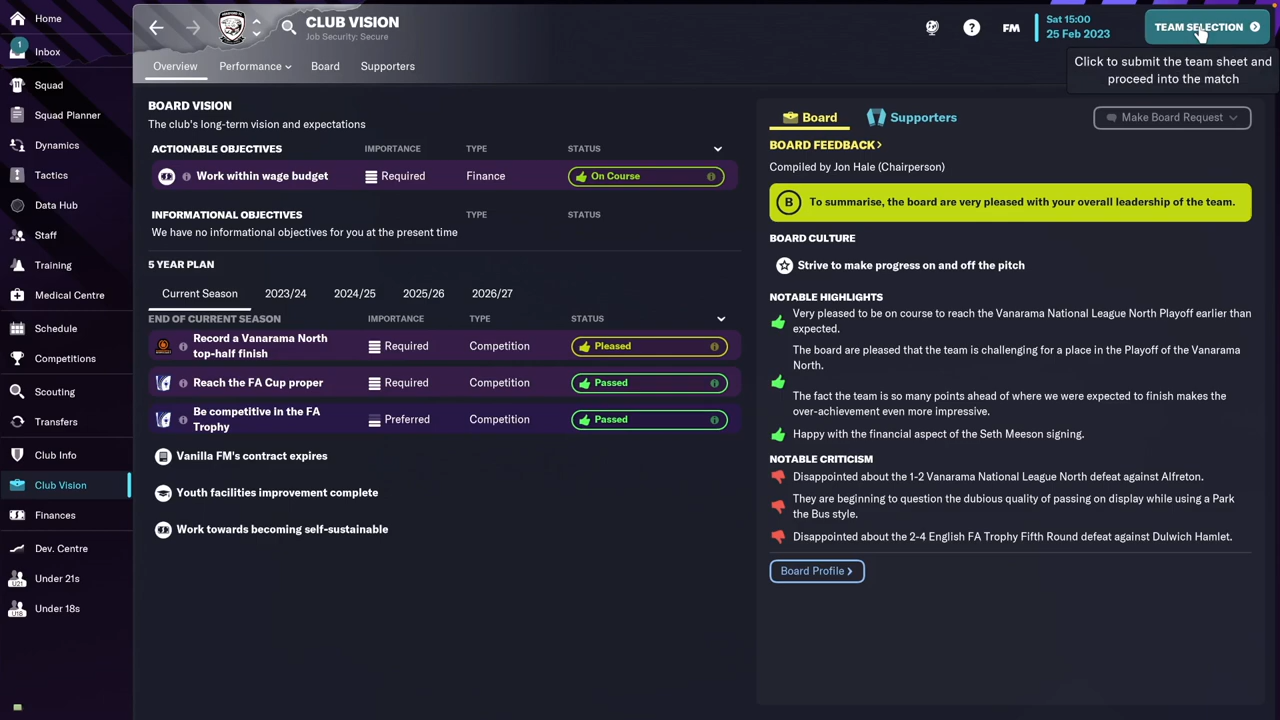 Home
1
Inbox
Squad
Squad Planner
Dynamics
Tactics
Data Hub
Staff
Training
Medical Centre
Schedule
Competitions
Scouting
Transfers
Club Info
Club Vision
Finances
Dev. Centre
U21
Under 21s
U18
Under 18s
CLUB VISION
Job Security: Secure
FM
Sat 15:00
25 Feb 2023
TEAM SELECTION
Click to submit the team sheet and
proceed into the match
Overview
Performance
Board
Supporters
BOARD VISION
The club's long-term vision and expectations
ACTIONABLE OBJECTIVES IMPORTANCE TYPE STATUS
Work within wage budget Required Finance On Course
INFORMATIONAL OBJECTIVES TYPE STATUS
We have no informational objectives for you at the present time
5 YEAR PLAN
Current Season 2023/24 2024/25 2025/26 2026/27
END OF CURRENT SEASON IMPORTANCE TYPE STATUS
Record a Vanarama North
top-half finish
Required Competition Pleased
Reach the FA Cup proper Required Competition Passed
Be competitive in the FA
Trophy
Preferred Competition Passed
Vanilla FM's contract expires
Youth facilities improvement complete
Work towards becoming self-sustainable
Board Supporters
Make Board Request
BOARD FEEDBACK >
Compiled by Jon Hale (Chairperson)
B To summarise, the board are very pleased with your overall leadership of the team.
BOARD CULTURE
Strive to make progress on and off the pitch
NOTABLE HIGHLIGHTS
Very pleased to be on course to reach the Vanarama National League North Playoff earlier than
expected.
The board are pleased that the team is challenging for a place in the Playoff of the Vanarama
North.
The fact the team is so many points ahead of where we were expected to finish makes the
over-achievement even more impressive.
Happy with the financial aspect of the Seth Meeson signing.
NOTABLE CRITICISM
Disappointed about the 1-2 Vanarama National League North defeat against Alfreton.
They are beginning to question the dubious quality of passing on display while using a Park
the Bus style.
Disappointed about the 2-4 English FA Trophy Fifth Round defeat against Dulwich Hamlet.
Board Profile >